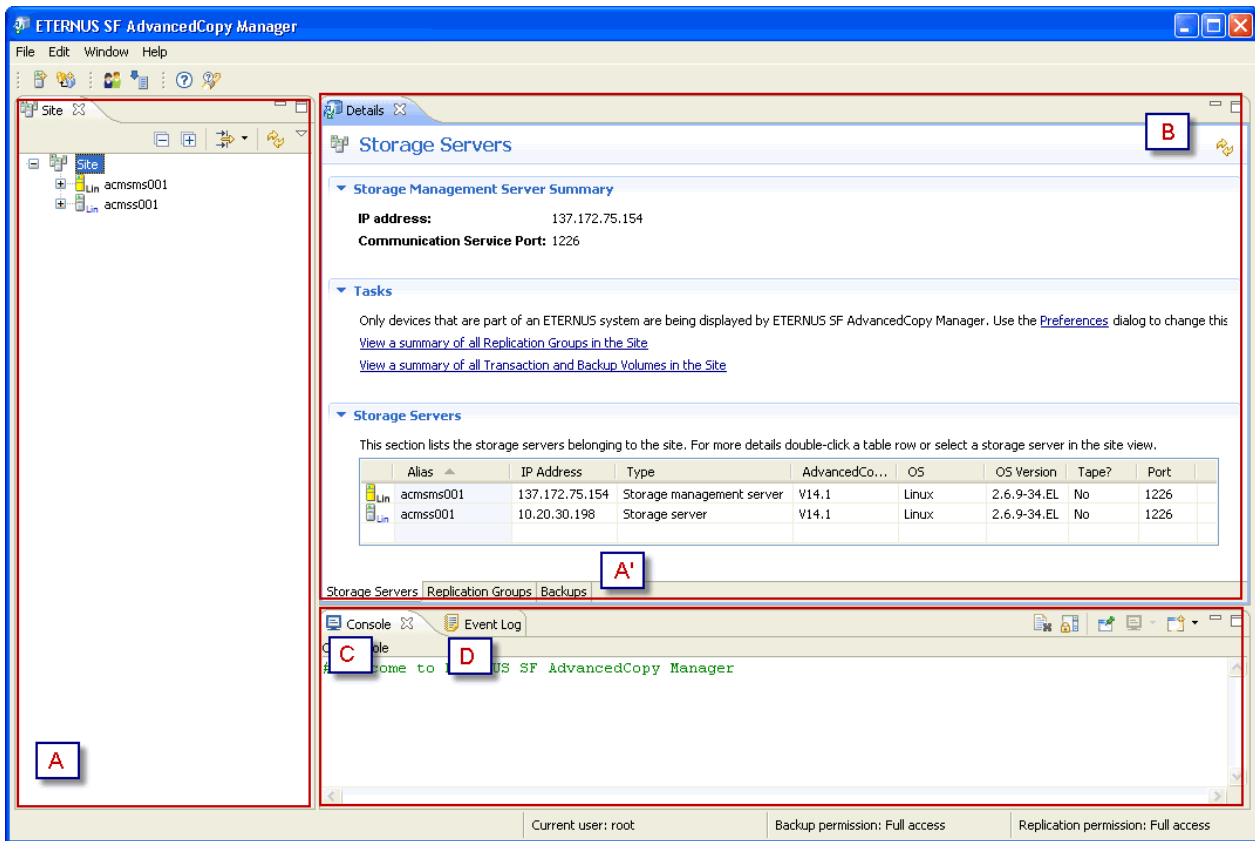 ETERNUS SF AdvancedCopy Manager
File Edit Window Help
Site
Site
Lin acmsms001
Lin acmss001
A
Details
B
Storage Servers
Storage Management Server Summary
IP address: 137.172.75.154
Communication Service Port: 1226
Tasks
Only devices that are part of an ETERNUS system are being displayed by ETERNUS SF AdvancedCopy Manager. Use the Preferences dialog to change this
View a summary of all Replication Groups in the Site
View a summary of all Transaction and Backup Volumes in the Site
Storage Servers
This section lists the storage servers belonging to the site. For more details double-click a table row or select a storage server in the site view.
Alias IP Address Type AdvancedCo... OS OS Version Tape? Port
Lin acmsms001 137.172.75.154 Storage management server V14.1 Linux 2.6.9-34.EL No 1226
Lin acmss001 10.20.30.198 Storage server V14.1 Linux 2.6.9-34.EL No 1226
A'
Storage Servers Replication Groups Backups
Console Event Log
C D
# come to US SF AdvancedCopy Manager
Current user: root Backup permission: Full access Replication permission: Full access